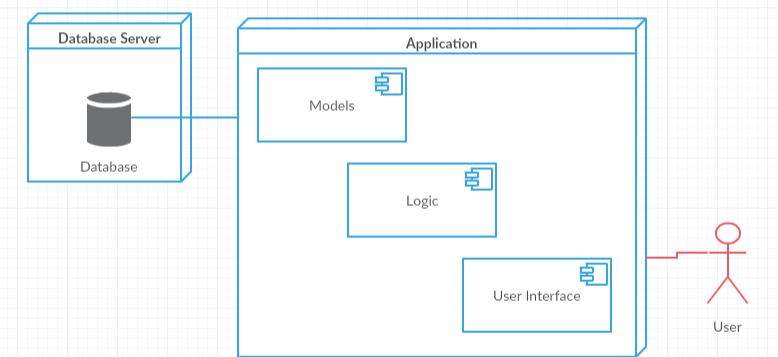 Database Server
Application
Models
Database
Logic
User Interface
User